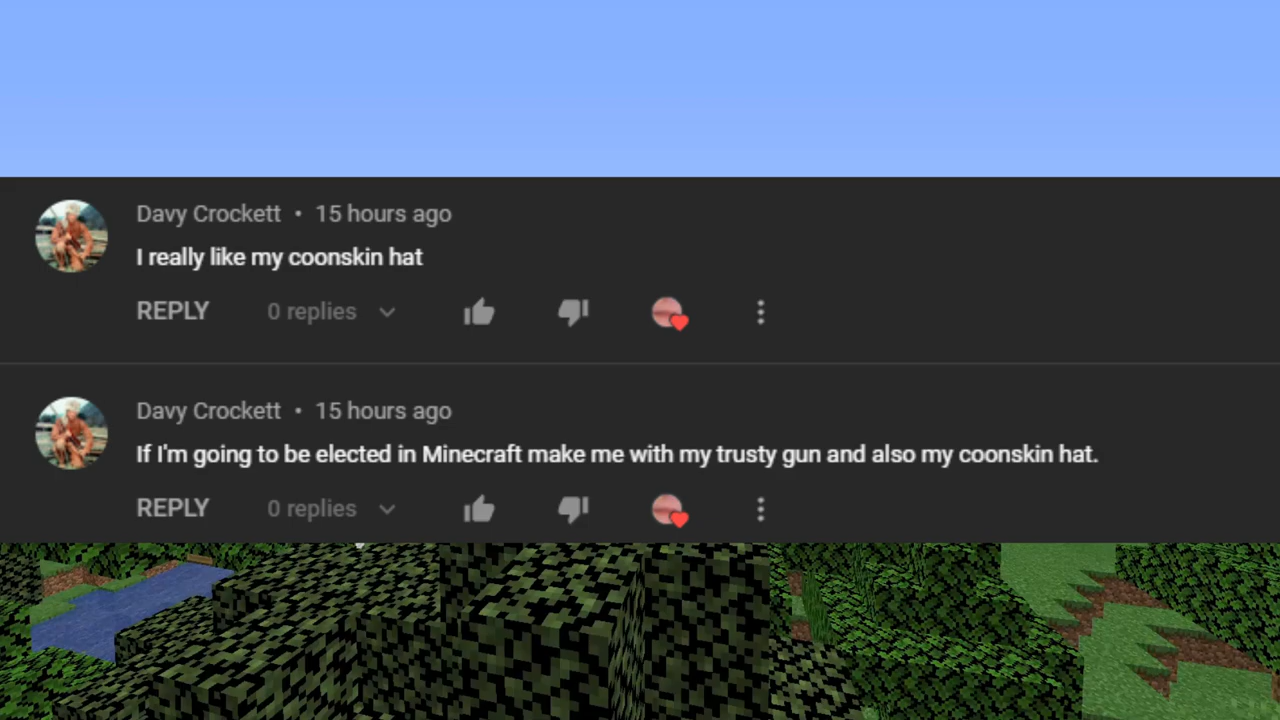 Davy Crockett • 15 hours ago
I really like my coonskin hat
REPLY 0 replies
Davy Crockett • 15 hours ago
If I'm going to be elected in Minecraft make me with my trusty gun and also my coonskin hat.
REPLY 0 replies